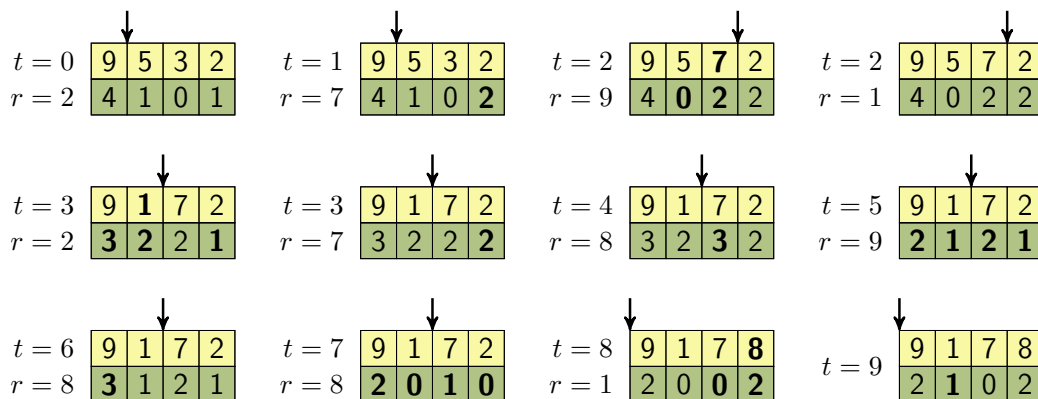 t = 0 9 5 3 2
r = 2 4 1 0 1
t = 1 9 5 3 2
r = 7 4 1 0 2
t = 2 9 5 7 2
r = 9 4 0 2 2
t = 2 9 5 7 2
r = 1 4 0 2 2
t = 3 9 1 7 2
r = 2 3 2 2 1
t = 3 9 1 7 2
r = 7 3 2 2 2
t = 4 9 1 7 2
r = 8 3 2 3 2
t = 5 9 1 7 2
r = 9 2 1 2 1
t = 6 9 1 7 2
r = 8 3 1 2 1
t = 7 9 1 7 2
r = 8 2 0 1 0
t = 8 9 1 7 8
r = 1 2 0 0 2
t = 9 9 1 7 8
2 1 0 2